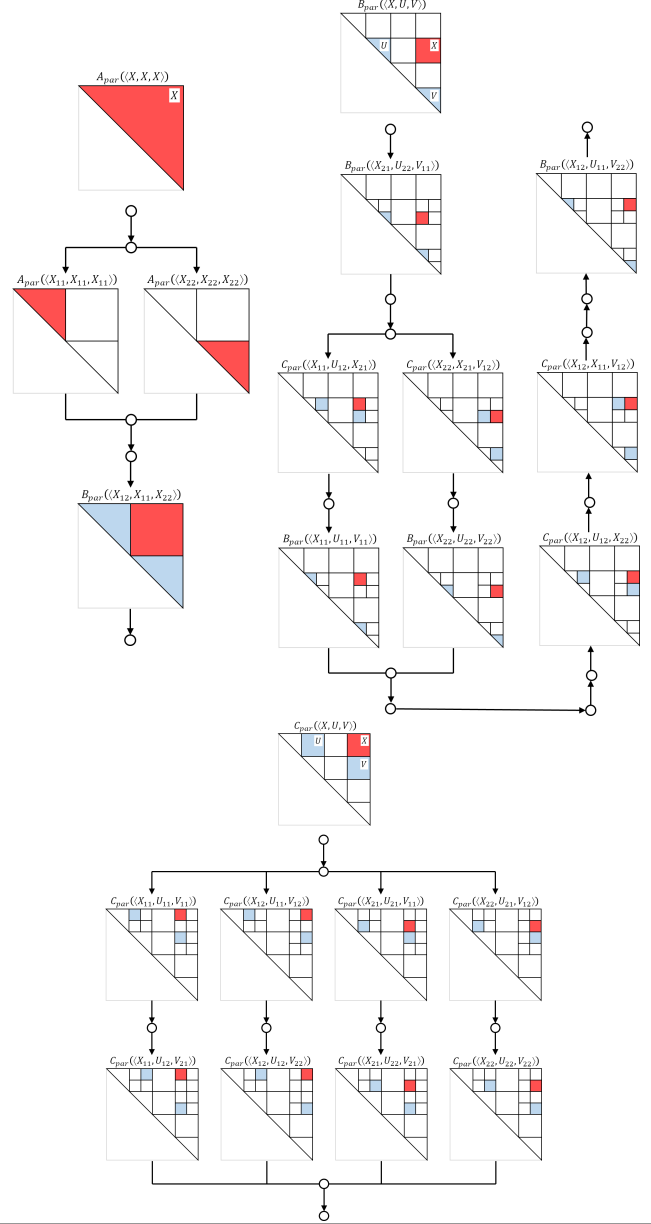 A_par(⟨X, X, X⟩)
X
A_par(⟨X₁₁, X₁₁, X₁₁⟩)
A_par(⟨X₂₂, X₂₂, X₂₂⟩)
B_par(⟨X₁₂, X₁₁, X₂₂⟩)
B_par(⟨X, U, V⟩)
U
X
V
B_par(⟨X₂₁, U₂₂, V₁₁⟩)
C_par(⟨X₁₁, U₁₂, X₂₁⟩)
C_par(⟨X₂₂, X₂₁, V₁₂⟩)
B_par(⟨X₁₁, U₁₁, V₁₁⟩)
B_par(⟨X₂₂, U₂₂, V₂₂⟩)
B_par(⟨X₁₂, U₁₁, V₂₂⟩)
C_par(⟨X₁₂, X₁₁, V₁₂⟩)
C_par(⟨X₁₂, U₁₂, X₂₂⟩)
C_par(⟨X, U, V⟩)
U
X
V
C_par(⟨X₁₁, U₁₁, V₁₁⟩)
C_par(⟨X₁₂, U₁₁, V₁₂⟩)
C_par(⟨X₂₁, U₂₁, V₁₁⟩)
C_par(⟨X₂₂, U₂₁, V₁₂⟩)
C_par(⟨X₁₁, U₁₂, V₂₁⟩)
C_par(⟨X₁₂, U₁₂, V₂₂⟩)
C_par(⟨X₂₁, U₂₂, V₂₁⟩)
C_par(⟨X₂₂, U₂₂, V₂₂⟩)